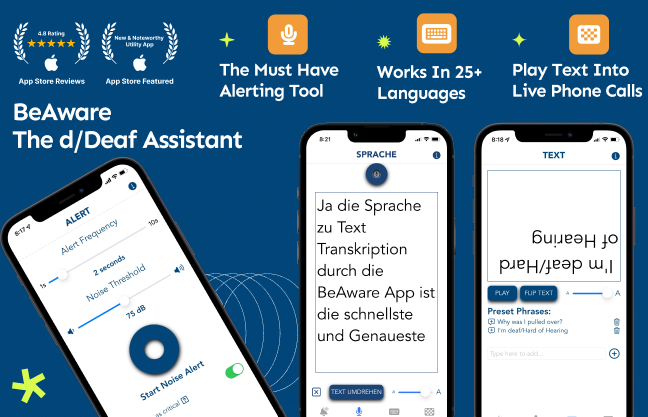 4.8 Rating
App Store Reviews
New & Noteworthy
Utility App
App Store Featured
BeAware
The d/Deaf Assistant
The Must Have
Alerting Tool
Works In 25+
Languages
Play Text Into
Live Phone Calls
8:17
ALERT
Alert Frequency
1s
10s
2 seconds
Noise Threshold
75 dB
Start Noise Alert
as critical
8:21
SPRACHE
Ja die Sprache
zu Text
Transkription
durch die
BeAware App ist
die schnellste
und Genaueste
TEXT UMDREHEN
A
A
8:18
TEXT
I'm deaf/Hard
of Hearing
PLAY
FLIP TEXT
A
A
Preset Phrases:
Why was I pulled over?
I'm deaf/Hard of Hearing
Type here to add...